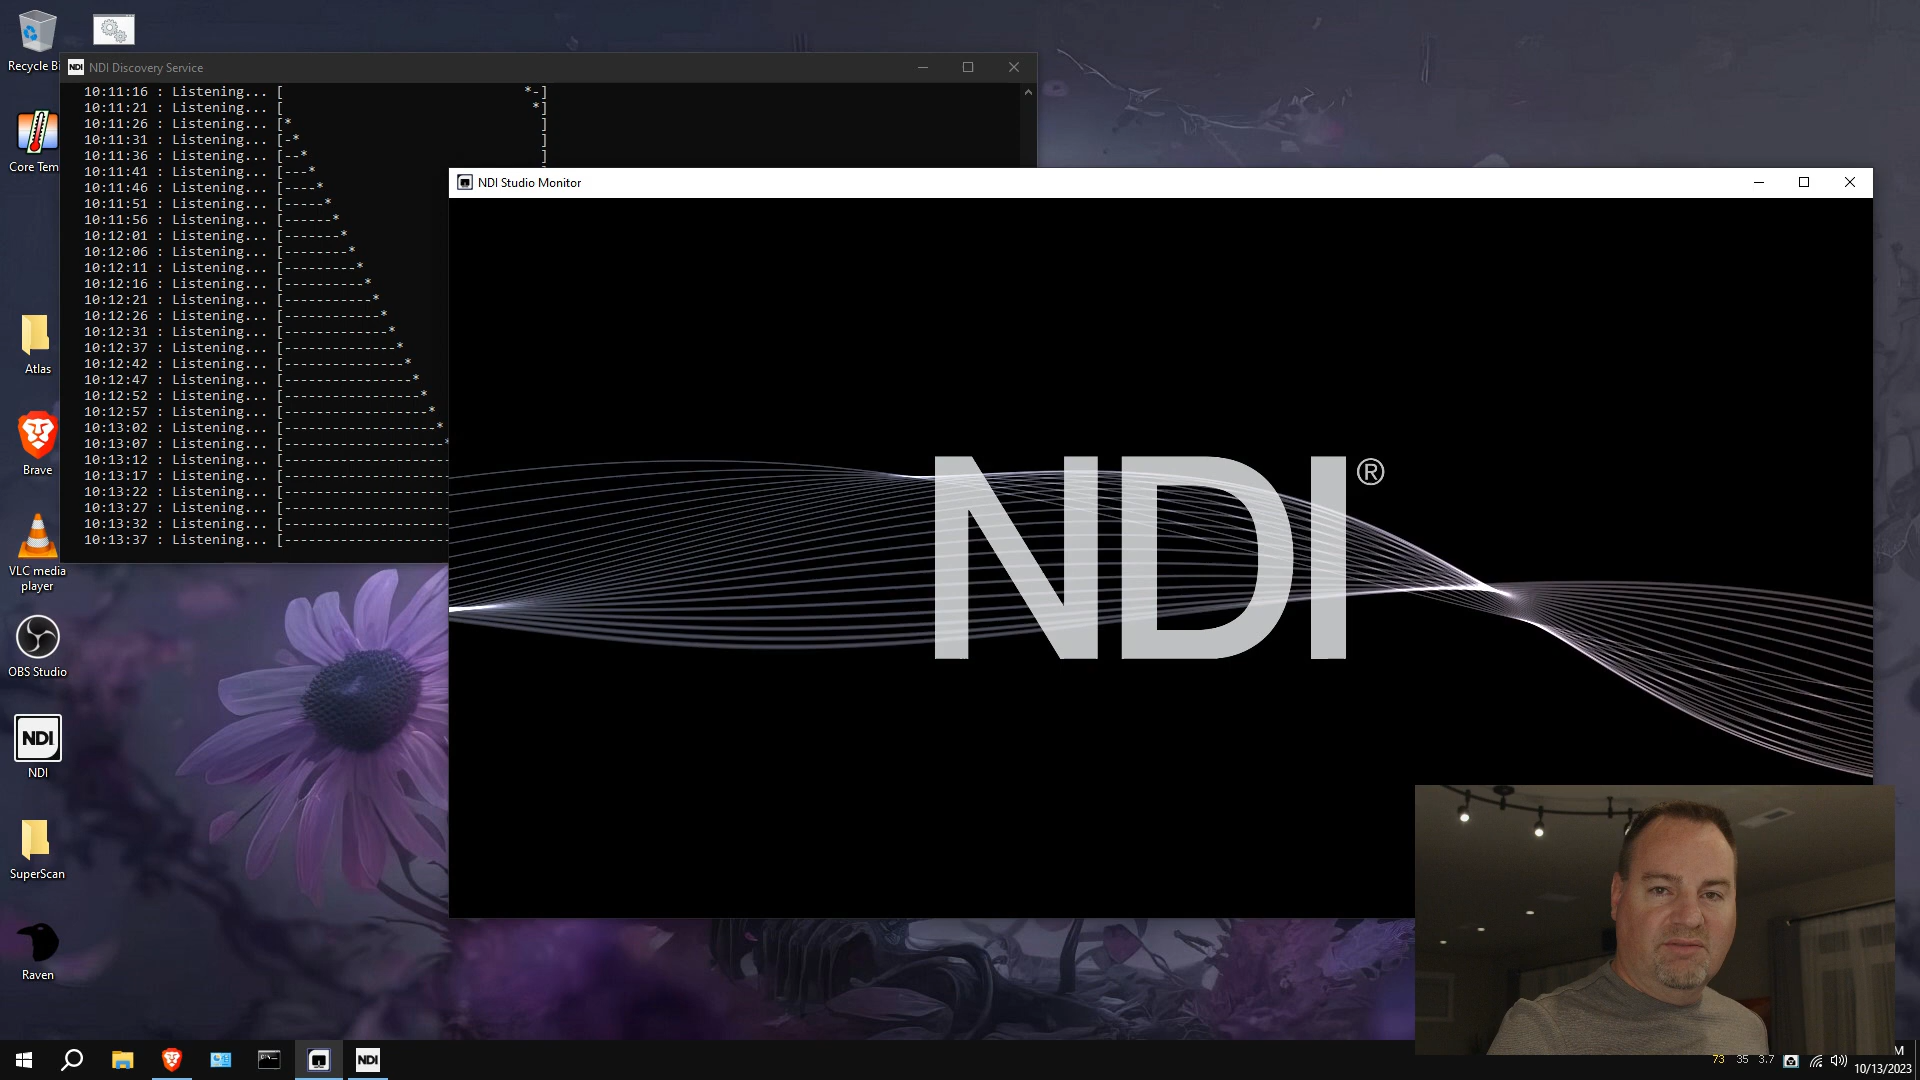 Recycle Bi
NDI Discovery Service
10:11:16 : Listening... [                              *-]
10:11:21 : Listening... [                               *]
10:11:26 : Listening... [*                               ]
10:11:31 : Listening... [-*                              ]
10:11:36 : Listening... [--*                             ]
10:11:41 : Listening... [---*
10:11:46 : Listening... [----*
10:11:51 : Listening... [-----*
10:11:56 : Listening... [------*
10:12:01 : Listening... [-------*
10:12:06 : Listening... [--------*
10:12:11 : Listening... [---------*
10:12:16 : Listening... [----------*
10:12:21 : Listening... [-----------*
10:12:26 : Listening... [------------*
10:12:31 : Listening... [-------------*
10:12:37 : Listening... [--------------*
10:12:42 : Listening... [---------------*
10:12:47 : Listening... [----------------*
10:12:52 : Listening... [-----------------*
10:12:57 : Listening... [------------------*
10:13:02 : Listening... [-------------------*
10:13:07 : Listening... [--------------------*
10:13:12 : Listening... [---------------------
10:13:17 : Listening... [---------------------
10:13:22 : Listening... [---------------------
10:13:27 : Listening... [---------------------
10:13:32 : Listening... [---------------------
10:13:37 : Listening... [---------------------
NDI Studio Monitor
NDI®
Core Tem
Atlas
Brave
VLC media
player
OBS Studio
NDI
NDI
SuperScan
Raven
NDI
73 35 3.7
M
10/13/2023